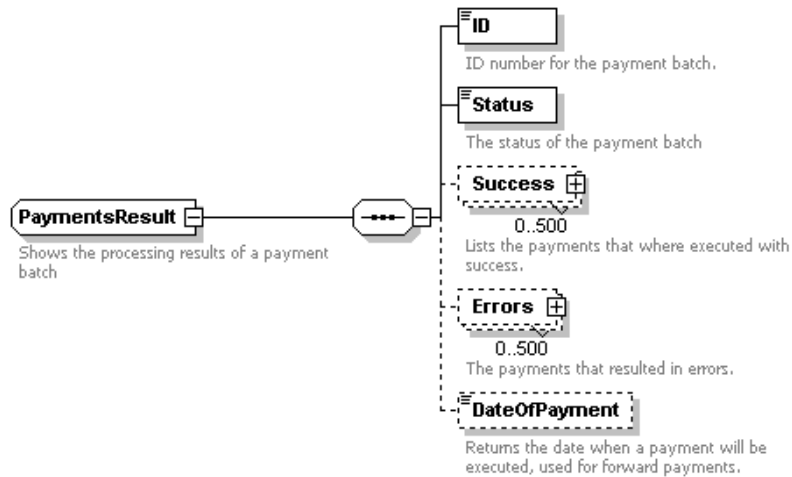 ID
ID number for the payment batch.
Status
The status of the payment batch
Success
0..500
Lists the payments that where executed with
success.
PaymentsResult
Shows the processing results of a payment
batch
Errors
0..500
The payments that resulted in errors.
DateOfPayment
Returns the date when a payment will be
executed, used for forward payments.